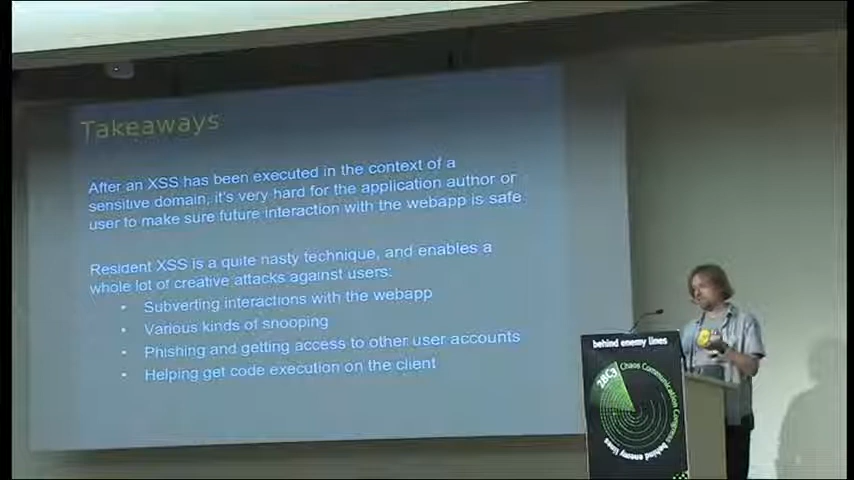 Takeaways
After an XSS has been executed in the context of a
sensitive domain, it's very hard for the application author or
user to make sure future interaction with the webapp is safe.
Resident XSS is a quite nasty technique, and enables a
whole lot of creative attacks against users:
• Subverting interactions with the webapp
• Various kinds of snooping
• Phishing and getting access to other user accounts
• Helping get code execution on the client
behind enemy lines
28C3
Chaos Communication Congress
behind enemy lines